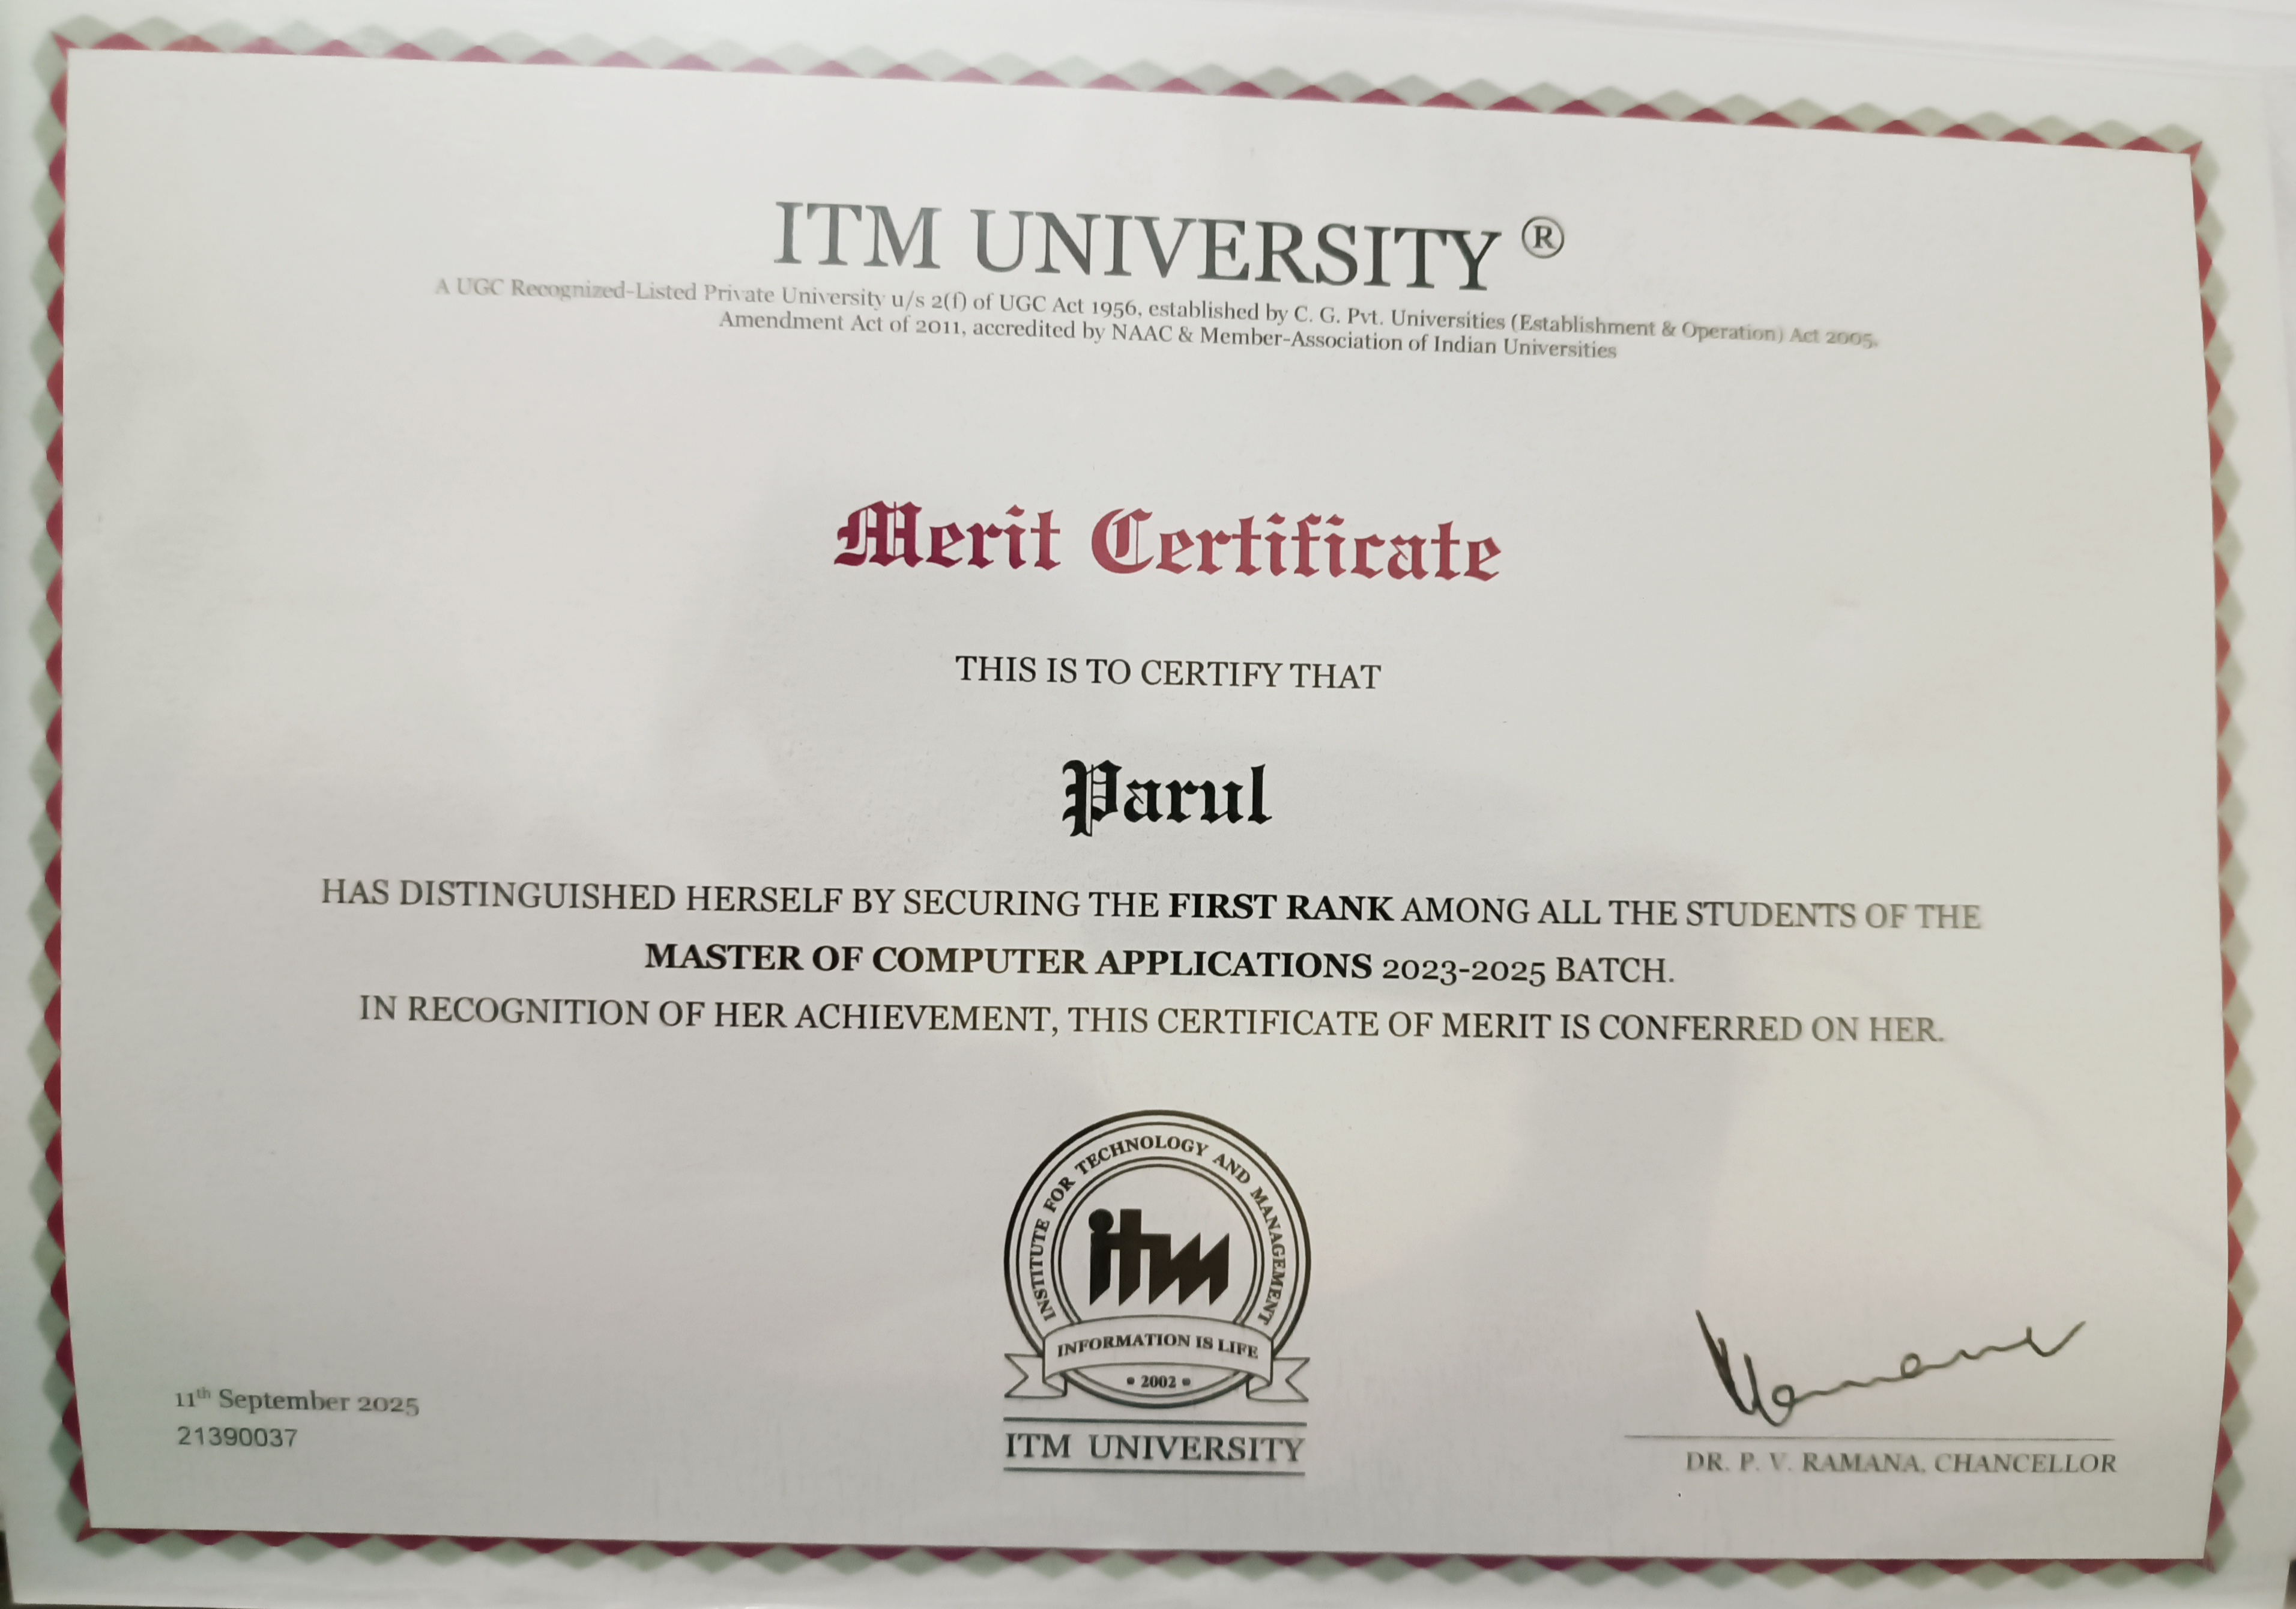 ITM UNIVERSITY ®
A UGC Recognized-Listed Private University u/s 2(f) of UGC Act 1956, established by C. G. Pvt. Universities (Establishment & Operation) Act 2005,
Amendment Act of 2011, accredited by NAAC & Member-Association of Indian Universities
Merit Certificate
THIS IS TO CERTIFY THAT
Parul
HAS DISTINGUISHED HERSELF BY SECURING THE FIRST RANK AMONG ALL THE STUDENTS OF THE
MASTER OF COMPUTER APPLICATIONS 2023-2025 BATCH.
IN RECOGNITION OF HER ACHIEVEMENT, THIS CERTIFICATE OF MERIT IS CONFERRED ON HER.
INSTITUTE FOR TECHNOLOGY AND MANAGEMENT
itm
INFORMATION IS LIFE
• 2002 •
ITM UNIVERSITY
11th September 2025
21390037
Ramana
DR. P. V. RAMANA, CHANCELLOR